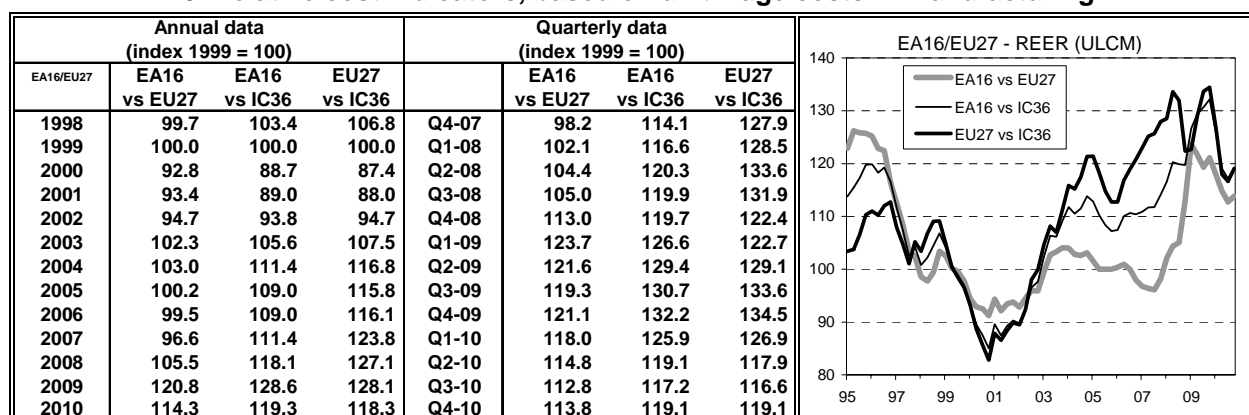 Annual data
(index 1999 = 100)
Quarterly data
(index 1999 = 100)
EA16/EU27 EA16 EA16 EU27 EA16 EA16 EU27
vs EU27 vs IC36 vs IC36 vs EU27 vs IC36 vs IC36
1998 99.7 103.4 106.8 Q4-07 98.2 114.1 127.9
1999 100.0 100.0 100.0 Q1-08 102.1 116.6 128.5
2000 92.8 88.7 87.4 Q2-08 104.4 120.3 133.6
2001 93.4 89.0 88.0 Q3-08 105.0 119.9 131.9
2002 94.7 93.8 94.7 Q4-08 113.0 119.7 122.4
2003 102.3 105.6 107.5 Q1-09 123.7 126.6 122.7
2004 103.0 111.4 116.8 Q2-09 121.6 129.4 129.1
2005 100.2 109.0 115.8 Q3-09 119.3 130.7 133.6
2006 99.5 109.0 116.1 Q4-09 121.1 132.2 134.5
2007 96.6 111.4 123.8 Q1-10 118.0 125.9 126.9
2008 105.5 118.1 127.1 Q2-10 114.8 119.1 117.9
2009 120.8 128.6 128.1 Q3-10 112.8 117.2 116.6
2010 114.3 119.3 118.3 Q4-10 113.8 119.1 119.1
EA16/EU27 - REER (ULCM)
EA16 vs EU27
EA16 vs IC36
EU27 vs IC36
140
130
120
110
100
90
80
95 97 99 01 03 05 07 09